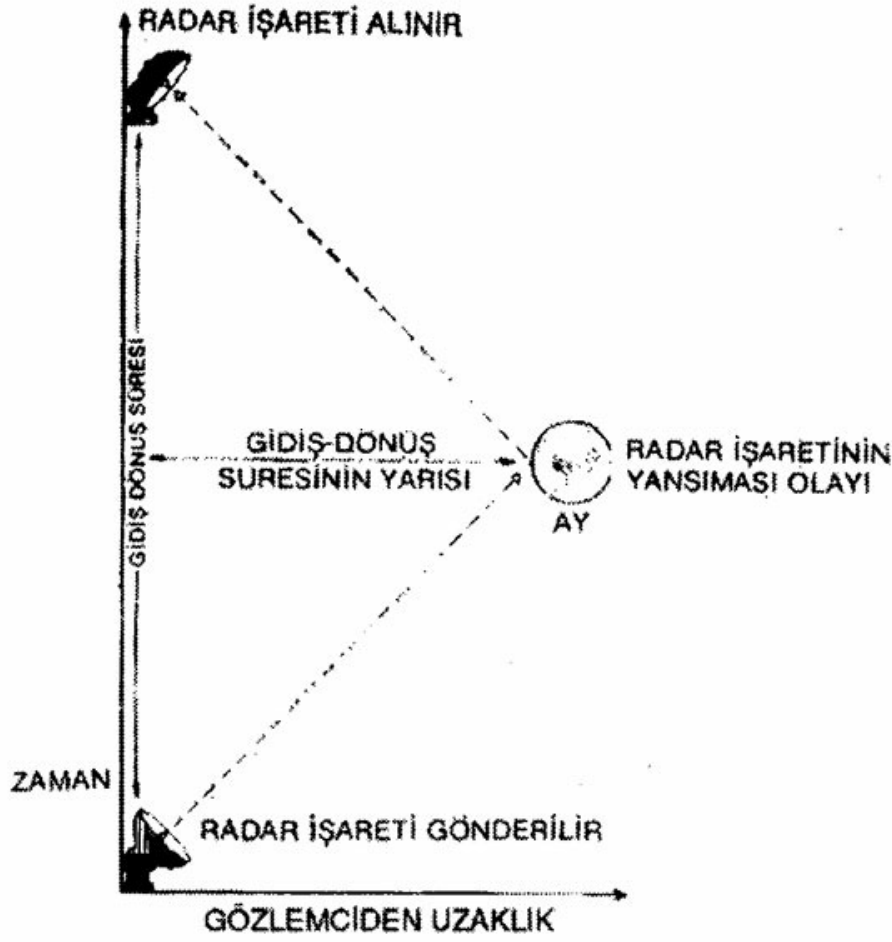 RADAR İŞARETİ ALINIR
GİDİŞ DÖNÜŞ SÜRESİ
GİDİŞ-DÖNÜŞ
SURESİNİN YARISI
RADAR İŞARETİNİN
YANSIMASI OLAYI
AY
ZAMAN
RADAR İŞARETİ GÖNDERİLİR
GÖZLEMCİDEN UZAKLIK